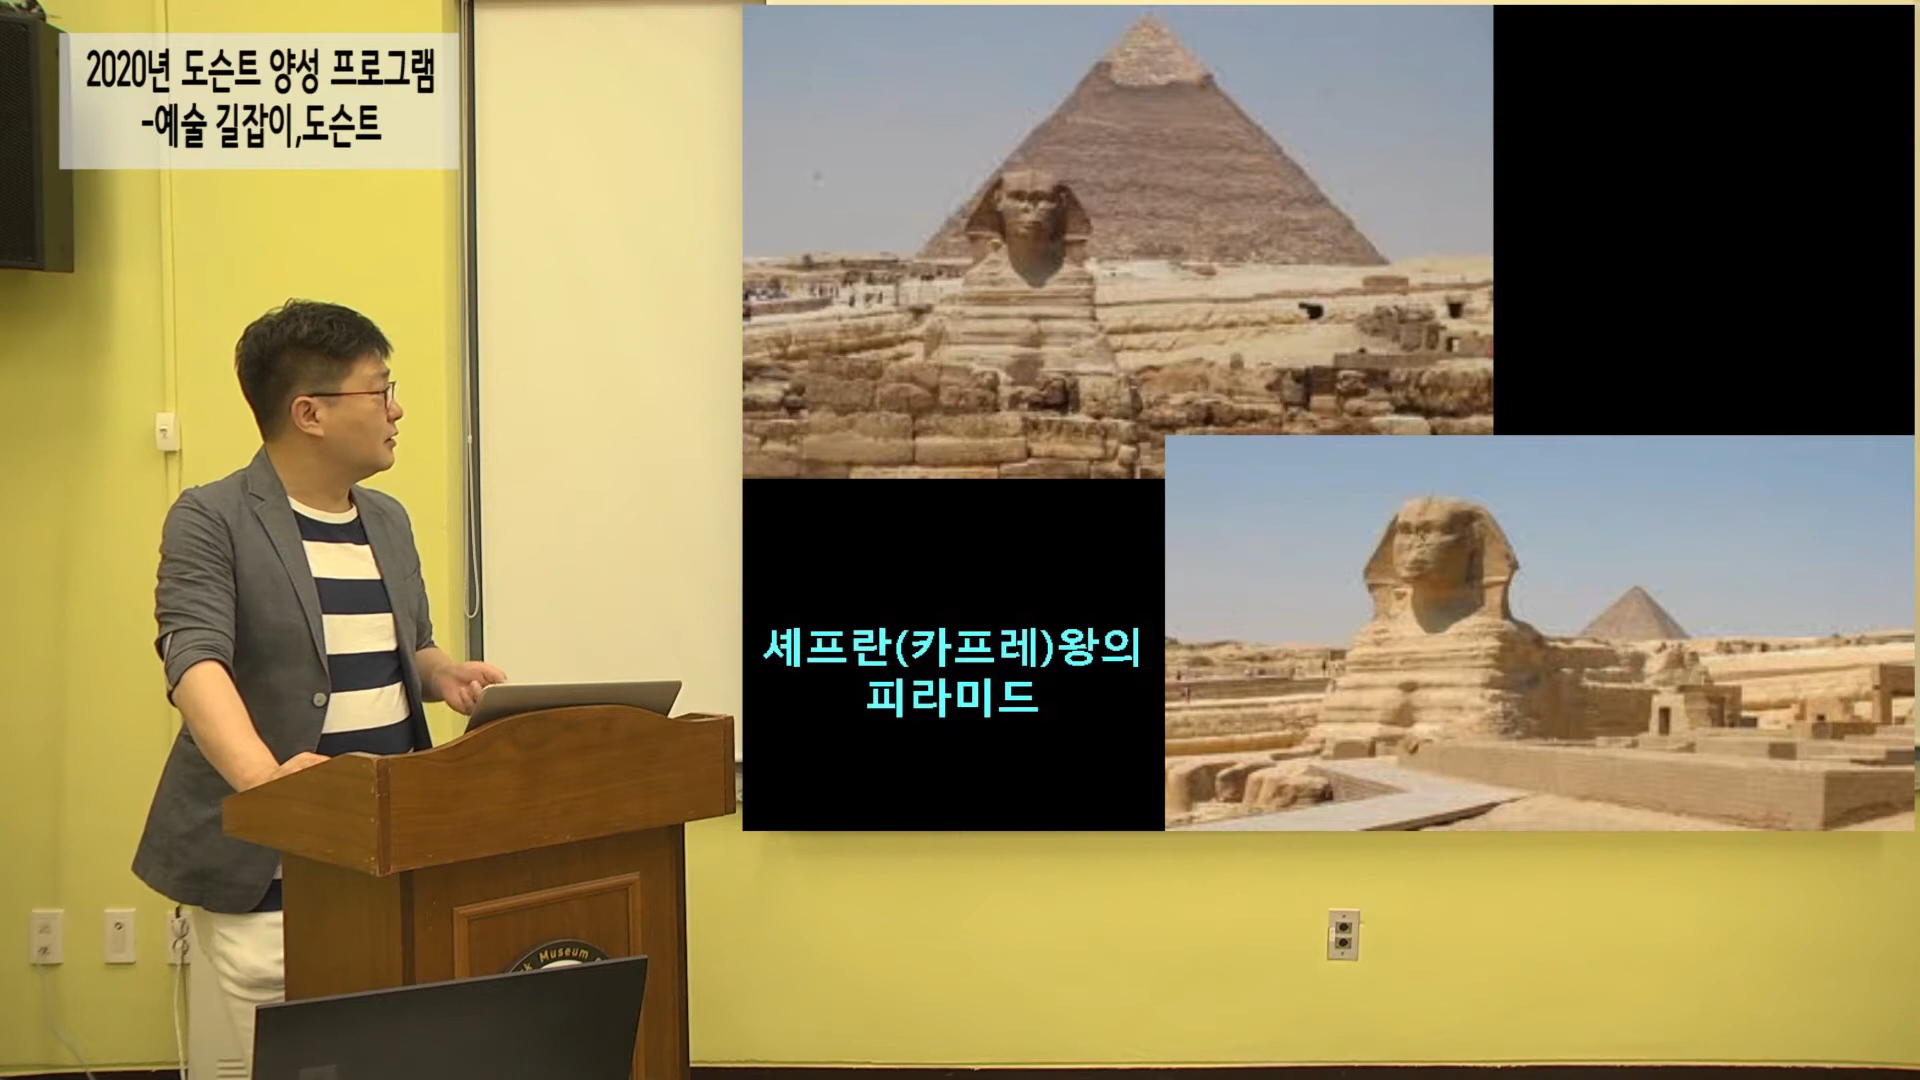 2020년 도슨트 양성 프로그램
-예술 길잡이,도슨트
셰프란(카프레)왕의
피라미드
Museum